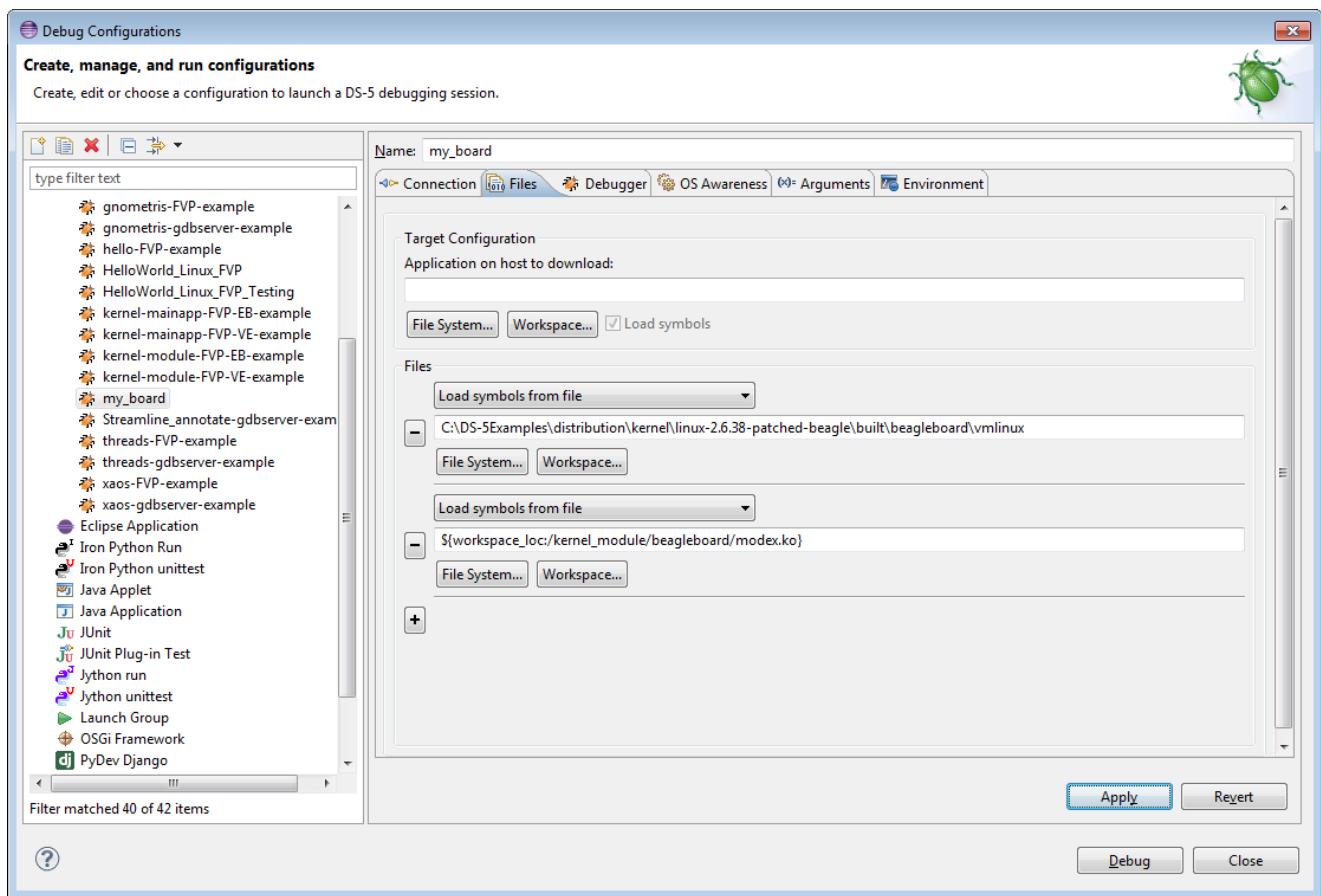 Debug Configurations
Create, manage, and run configurations
Create, edit or choose a configuration to launch a DS-5 debugging session.
type filter text
gnometris-FVP-example
gnometris-gdbserver-example
hello-FVP-example
HelloWorld_Linux_FVP
HelloWorld_Linux_FVP_Testing
kernel-mainapp-FVP-EB-example
kernel-mainapp-FVP-VE-example
kernel-module-FVP-EB-example
kernel-module-FVP-VE-example
my_board
Streamline_annotate-gdbserver-exam
threads-FVP-example
threads-gdbserver-example
xaos-FVP-example
xaos-gdbserver-example
Eclipse Application
Iron Python Run
Iron Python unittest
Java Applet
Java Application
JUnit
JUnit Plug-in Test
Jython run
Jython unittest
Launch Group
OSGi Framework
PyDev Django
Filter matched 40 of 42 items
Name: my_board
Connection Files Debugger OS Awareness Arguments Environment
Target Configuration
Application on host to download:
File System... Workspace... Load symbols
Files
Load symbols from file
C:\DS-5Examples\distribution\kernel\linux-2.6.38-patched-beagle\built\beagleboard\vmlinux
File System... Workspace...
Load symbols from file
${workspace_loc:/kernel_module/beagleboard/modex.ko}
File System... Workspace...
Apply Revert
Debug Close